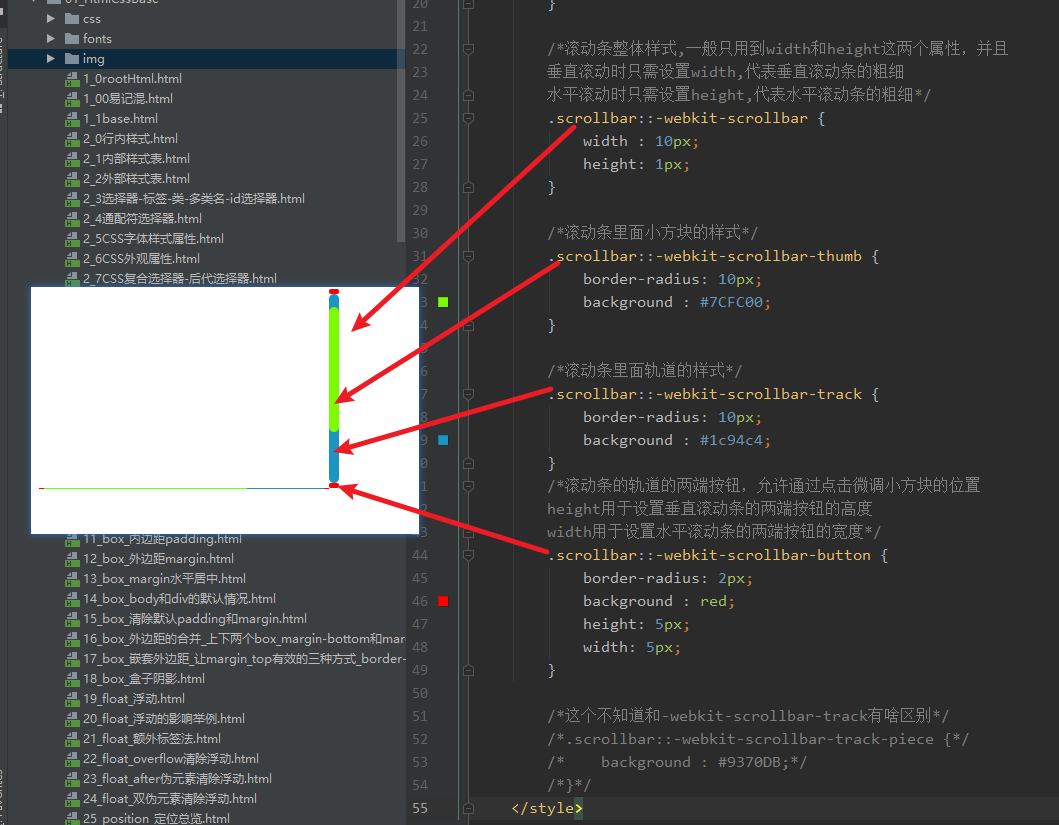 01_HtmlCssBase
css
fonts
img
1_0rootHtml.html
1_00易记混.html
1_1base.html
2_0行内样式.html
2_1内部样式表.html
2_2外部样式表.html
2_3选择器-标签-类-多类名-id选择器.html
2_4通配符选择器.html
2_5CSS字体样式属性.html
2_6CSS外观属性.html
2_7CSS复合选择器-后代选择器.html
11_box_内边距padding.html
12_box_外边距margin.html
13_box_margin水平居中.html
14_box_body和div的默认情况.html
15_box_清除默认padding和margin.html
16_box_外边距的合并_上下两个box_margin-bottom和mar
17_box_嵌套外边距_让margin_top有效的三种方式_border-
18_box_盒子阴影.html
19_float_浮动.html
20_float_浮动的影响举例.html
21_float_额外标签法.html
22_float_overflow清除浮动.html
23_float_after伪元素清除浮动.html
24_float_双伪元素清除浮动.html
25_position_定位总览.html
20 }
21
22 /*滚动条整体样式,一般只用到width和height这两个属性，并且
23 垂直滚动时只需设置width,代表垂直滚动条的粗细
24 水平滚动时只需设置height,代表水平滚动条的粗细*/
25 .scrollbar::-webkit-scrollbar {
26 width : 10px;
27 height: 1px;
28 }
29
30 /*滚动条里面小方块的样式*/
31 .scrollbar::-webkit-scrollbar-thumb {
32 border-radius: 10px;
3 background : #7CFC00;
4 }
5
6 /*滚动条里面轨道的样式*/
7 .scrollbar::-webkit-scrollbar-track {
8 border-radius: 10px;
9 background : #1c94c4;
0 }
1 /*滚动条的轨道的两端按钮，允许通过点击微调小方块的位置
2 height用于设置垂直滚动条的两端按钮的高度
3 width用于设置水平滚动条的两端按钮的宽度*/
44 .scrollbar::-webkit-scrollbar-button {
45 border-radius: 2px;
46 background : red;
47 height: 5px;
48 width: 5px;
49 }
50
51 /*这个不知道和-webkit-scrollbar-track有啥区别*/
52 /*.scrollbar::-webkit-scrollbar-track-piece {*/
53 /* background : #9370DB;*/
54 /*}*/
55 </style>